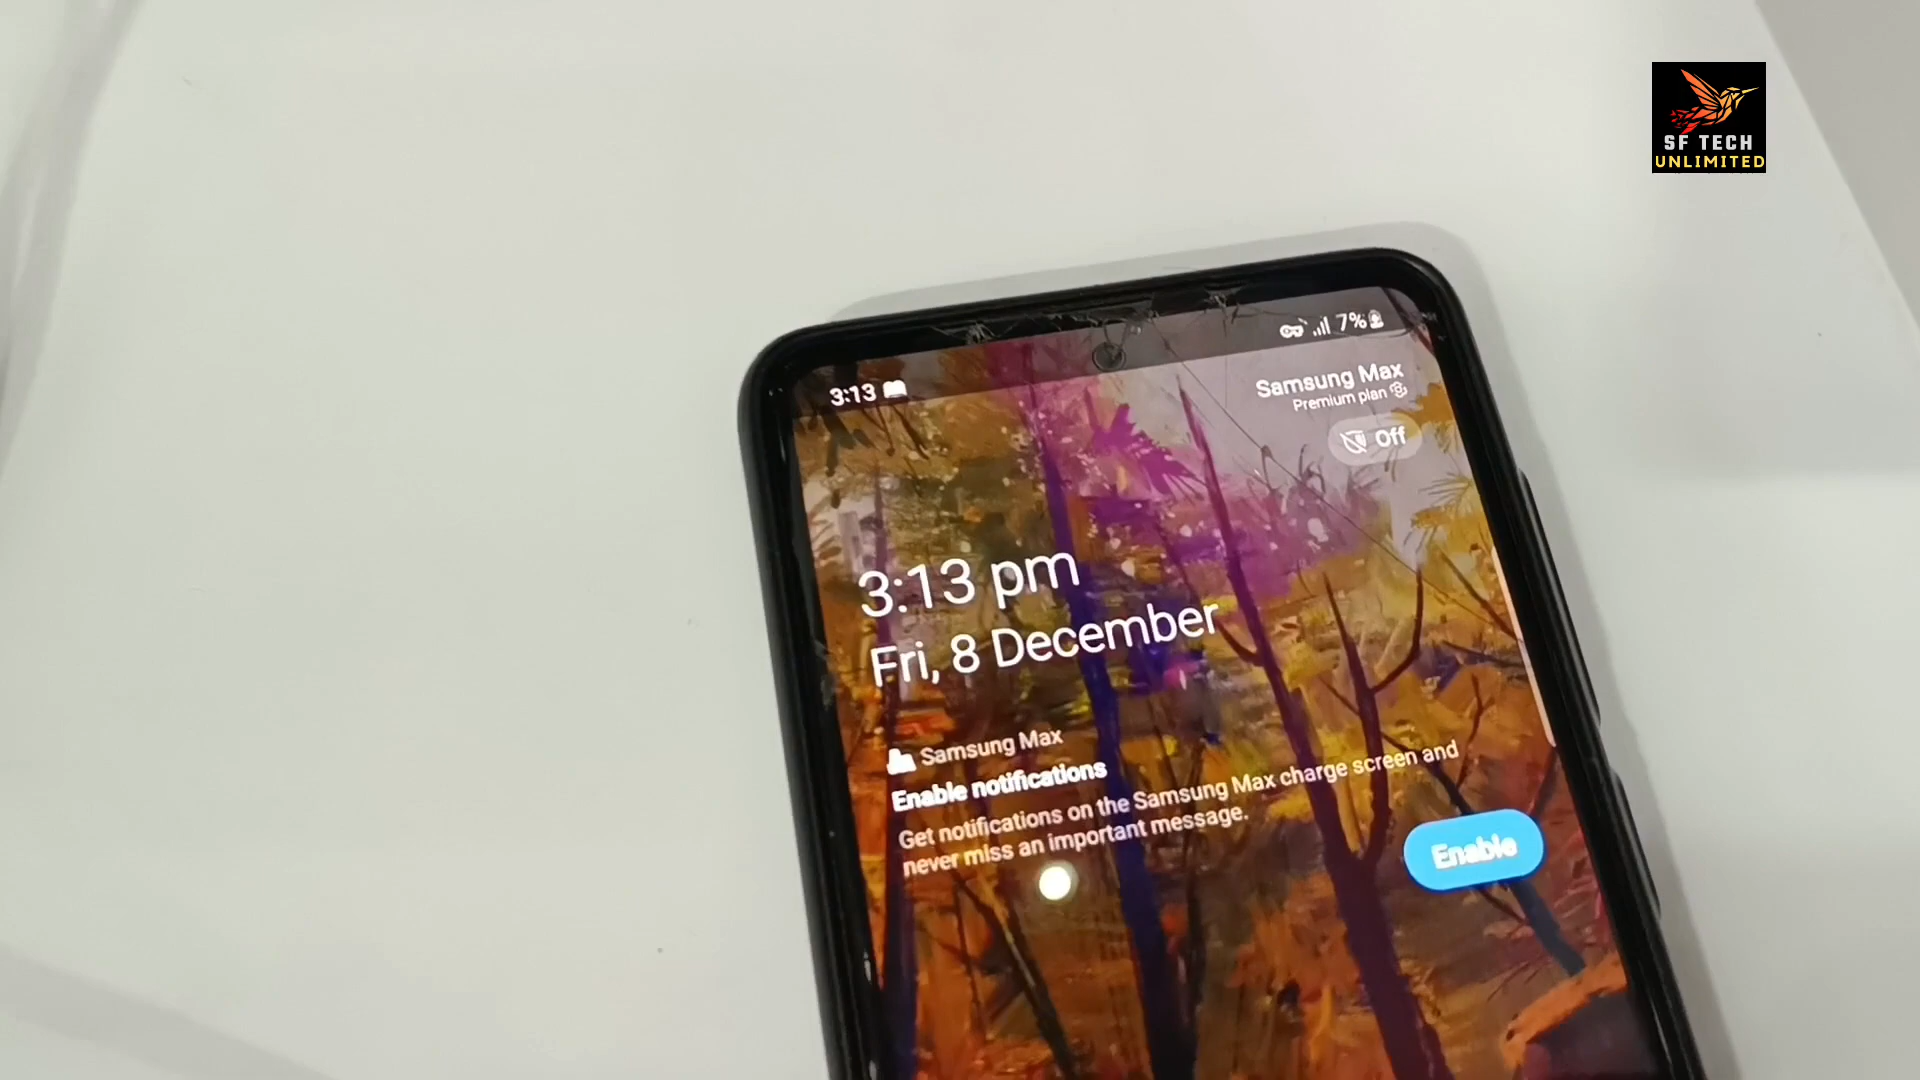 SF TECH
UNLIMITED
3:13
7%
Samsung Max
Premium plan
Off
3:13 pm
Fri, 8 December
Samsung Max
Enable notifications
Get notifications on the Samsung Max charge screen and
never miss an important message.
Enable